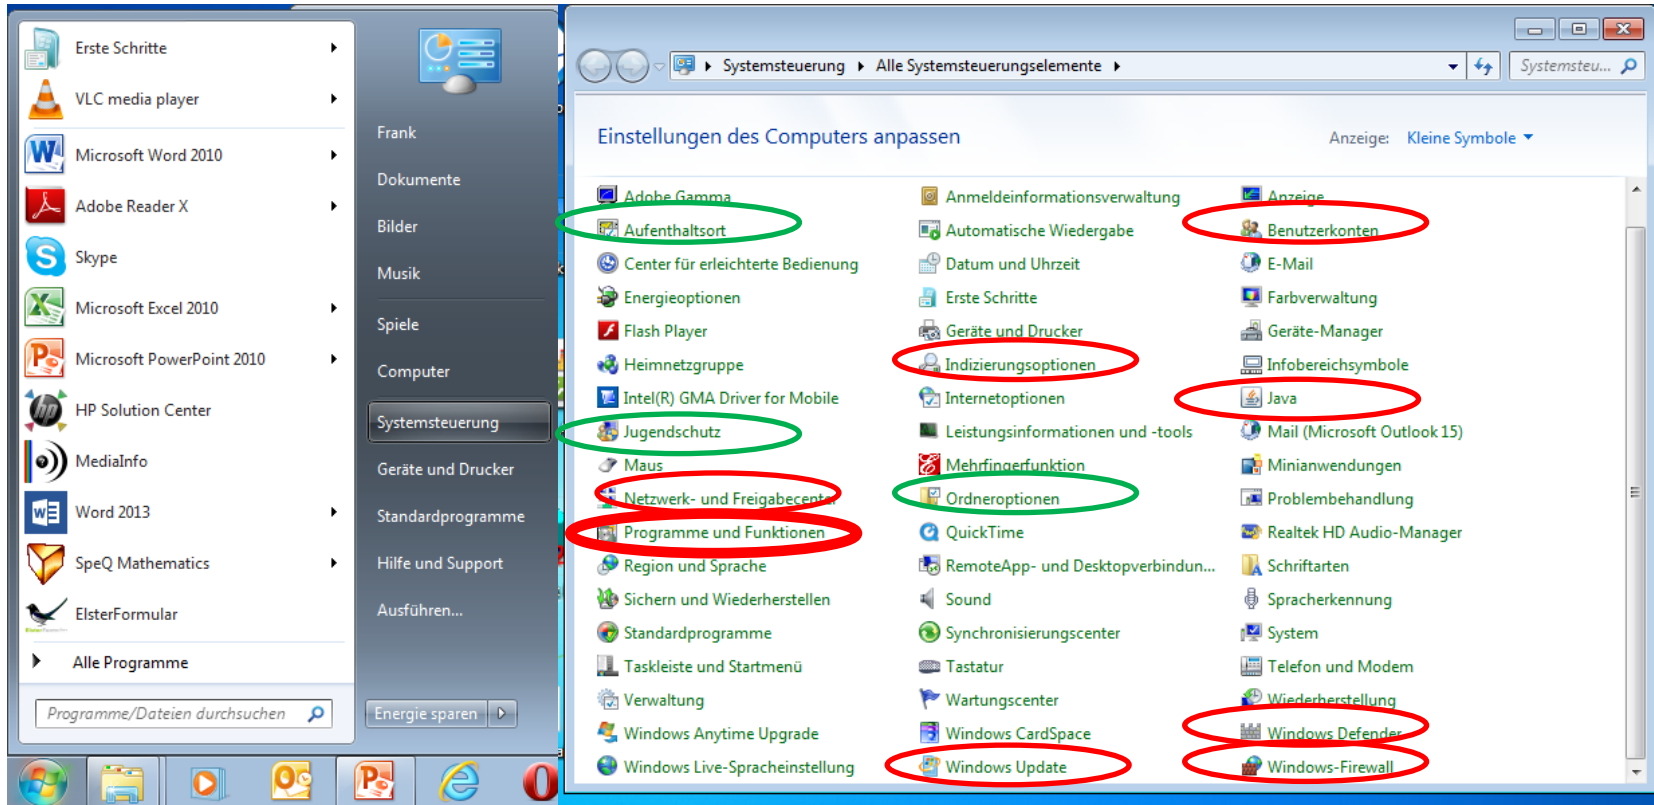 Erste Schritte
VLC media player
Microsoft Word 2010
Adobe Reader X
Skype
Microsoft Excel 2010
Microsoft PowerPoint 2010
HP Solution Center
MediaInfo
Word 2013
SpeQ Mathematics
ElsterFormular
Alle Programme
Programme/Dateien durchsuchen
Frank
Dokumente
Bilder
Musik
Spiele
Computer
Systemsteuerung
Geräte und Drucker
Standardprogramme
Hilfe und Support
Ausführen...
Energie sparen
Systemsteuerung Alle Systemsteuerungselemente
Systemsteu...
Einstellungen des Computers anpassen
Anzeige: Kleine Symbole
Adobe Gamma
Anmeldeinformationsverwaltung
Anzeige
Aufenthaltsort
Automatische Wiedergabe
Benutzerkonten
Center für erleichterte Bedienung
Datum und Uhrzeit
E-Mail
Energieoptionen
Erste Schritte
Farbverwaltung
Flash Player
Geräte und Drucker
Geräte-Manager
Heimnetzgruppe
Indizierungsoptionen
Infobereichsymbole
Intel(R) GMA Driver for Mobile
Internetoptionen
Java
Jugendschutz
Leistungsinformationen und -tools
Mail (Microsoft Outlook 15)
Maus
Mehrfingerfunktion
Minianwendungen
Netzwerk- und Freigabecenter
Ordneroptionen
Problembehandlung
Programme und Funktionen
QuickTime
Realtek HD Audio-Manager
Region und Sprache
RemoteApp- und Desktopverbindun...
Schriftarten
Sichern und Wiederherstellen
Sound
Spracherkennung
Standardprogramme
Synchronisierungscenter
System
Taskleiste und Startmenü
Tastatur
Telefon und Modem
Verwaltung
Wartungscenter
Wiederherstellung
Windows Anytime Upgrade
Windows CardSpace
Windows Defender
Windows Live-Spracheinstellung
Windows Update
Windows-Firewall